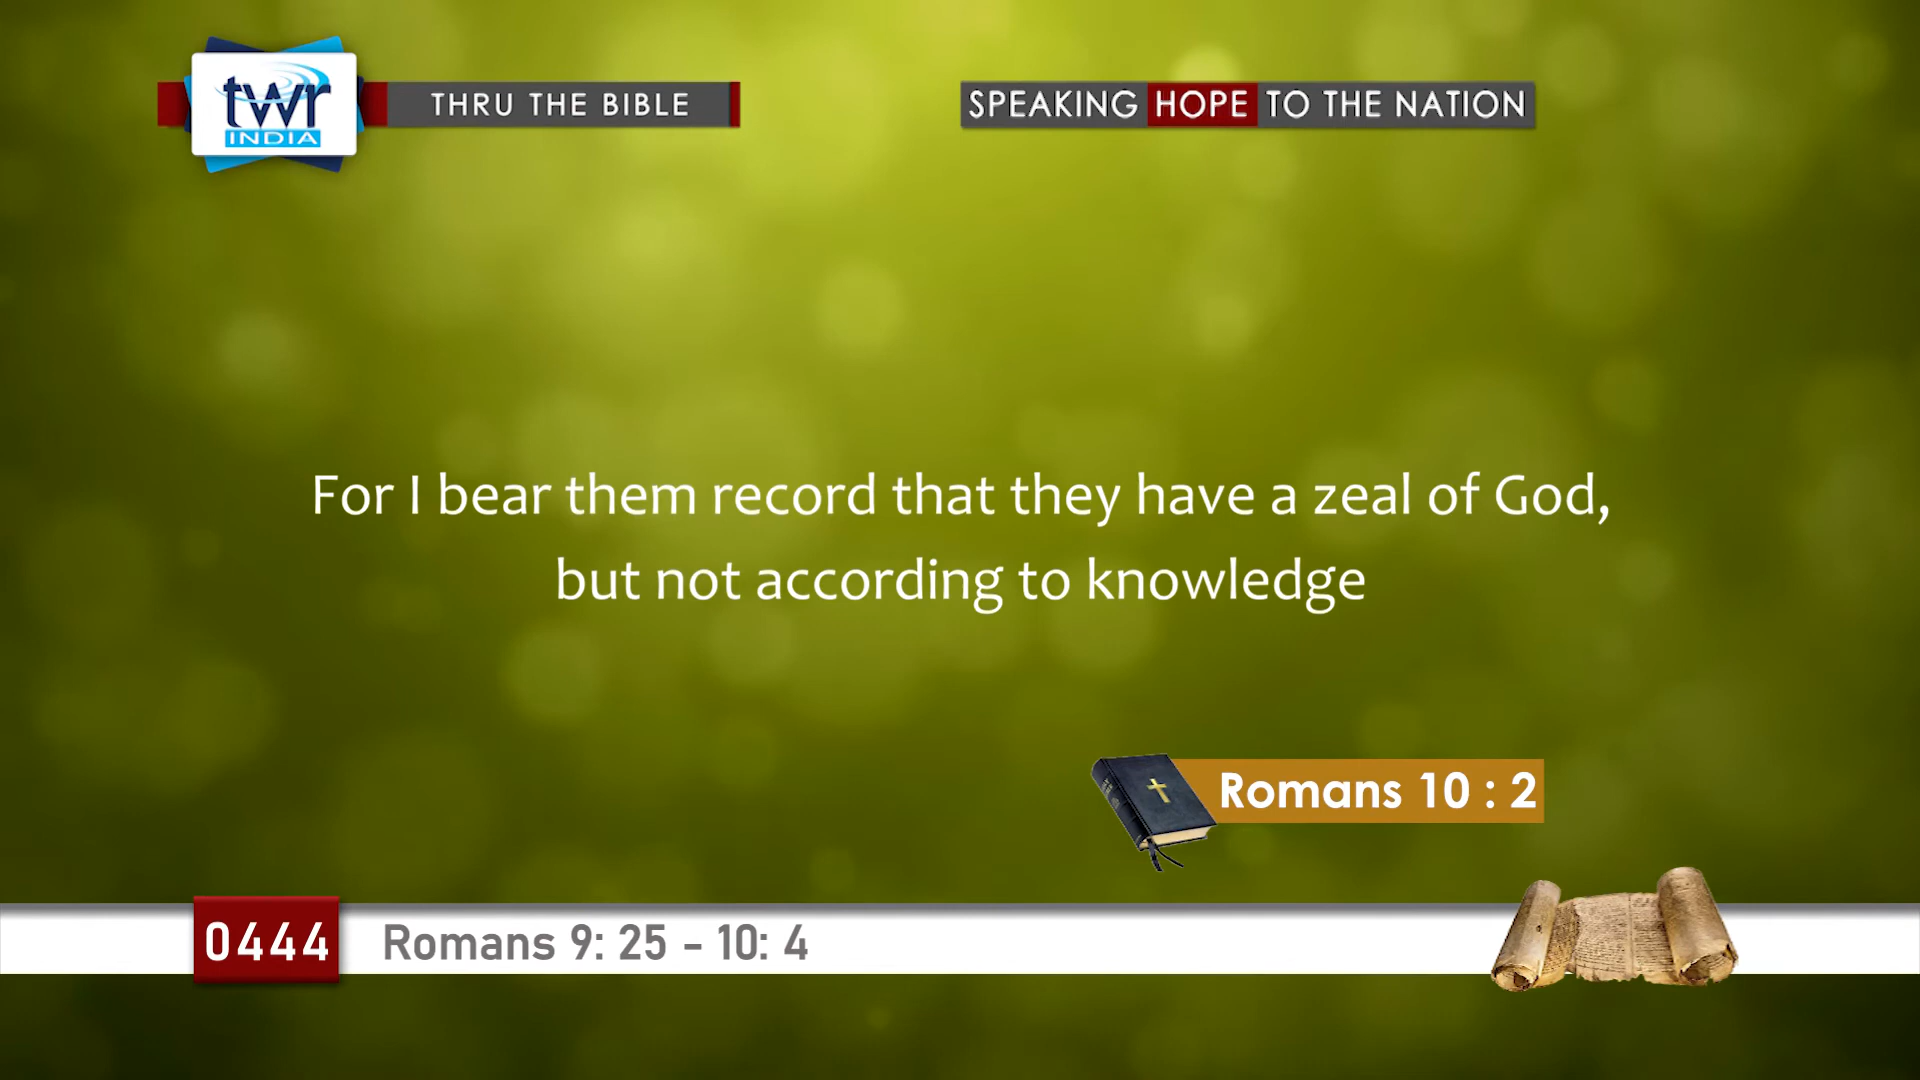 twr
INDIA
THRU THE BIBLE
SPEAKING HOPE TO THE NATION
For I bear them record that they have a zeal of God,
but not according to knowledge
Romans 10 : 2
0444
Romans 9: 25 - 10: 4